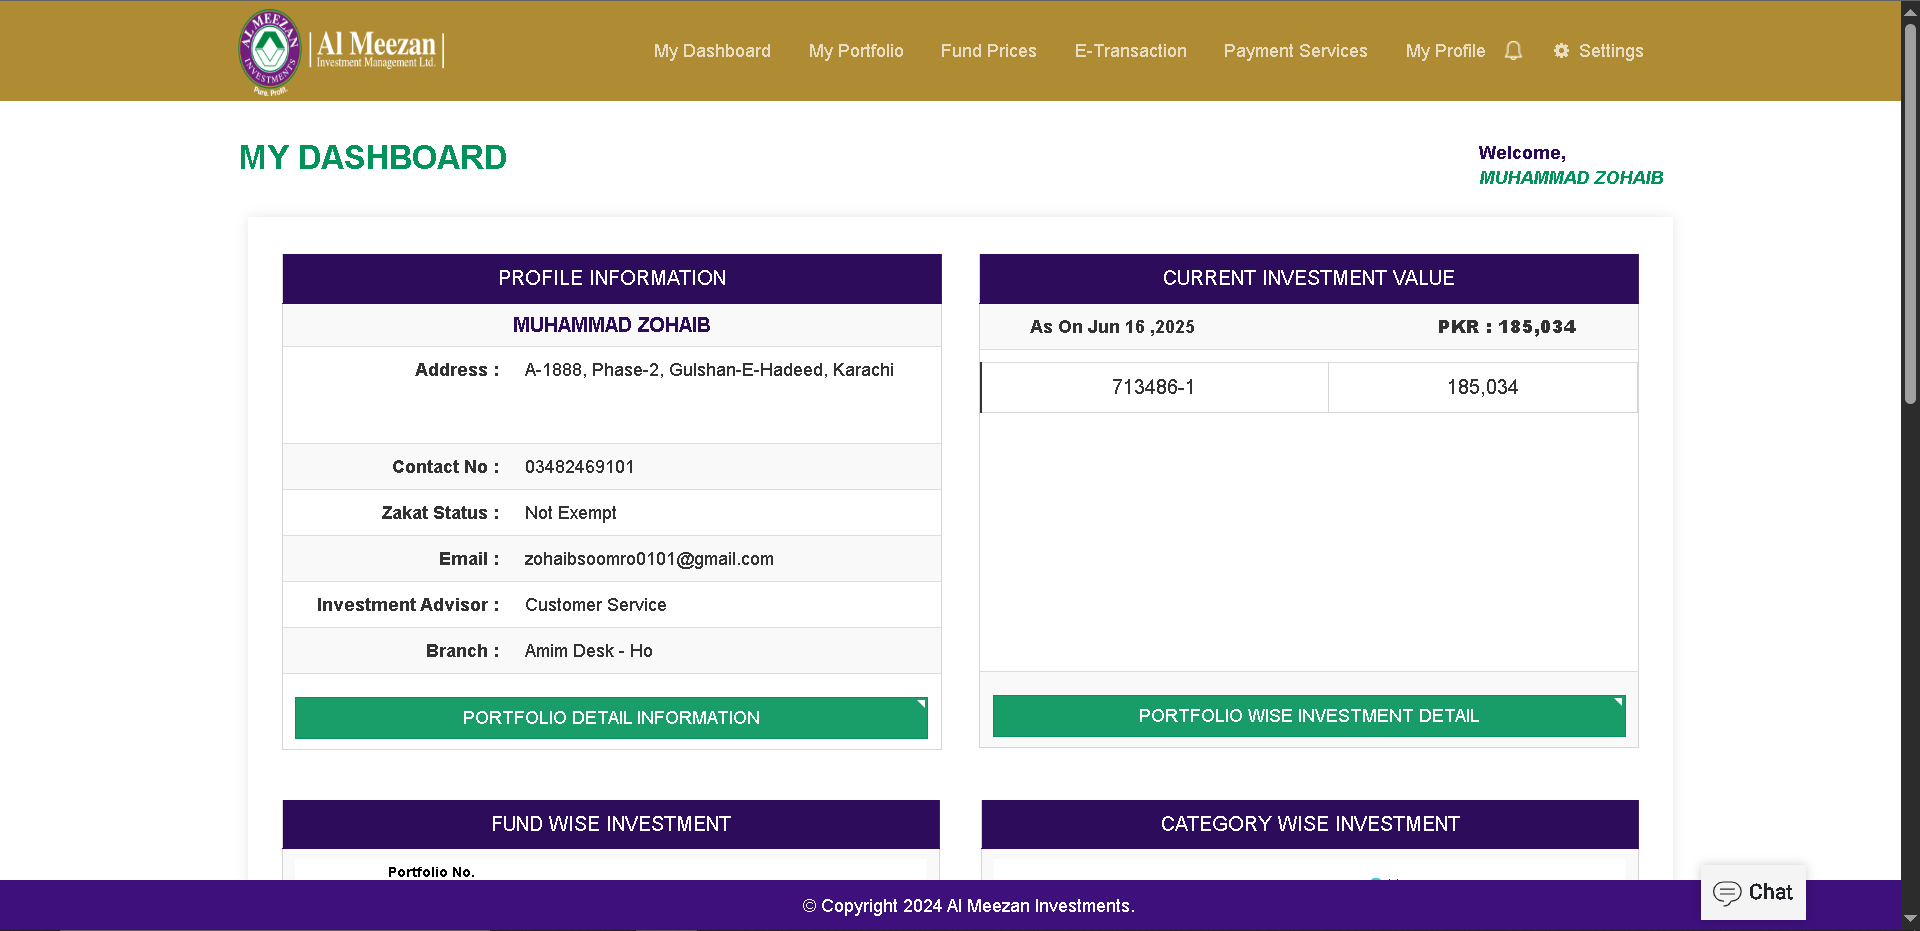 AL MEEZAN
INVESTMENTS
Pure. Profit.
Al Meezan
Investment Management Ltd.
My Dashboard My Portfolio Fund Prices E-Transaction Payment Services My Profile Settings
MY DASHBOARD
Welcome,
MUHAMMAD ZOHAIB
PROFILE INFORMATION
MUHAMMAD ZOHAIB
Address : A-1888, Phase-2, Gulshan-E-Hadeed, Karachi
Contact No : 03482469101
Zakat Status : Not Exempt
Email : zohaibsoomro0101@gmail.com
Investment Advisor : Customer Service
Branch : Amim Desk - Ho
PORTFOLIO DETAIL INFORMATION
CURRENT INVESTMENT VALUE
As On Jun 16 ,2025 PKR : 185,034
713486-1 185,034
PORTFOLIO WISE INVESTMENT DETAIL
FUND WISE INVESTMENT
Portfolio No.
CATEGORY WISE INVESTMENT
© Copyright 2024 Al Meezan Investments.
Chat